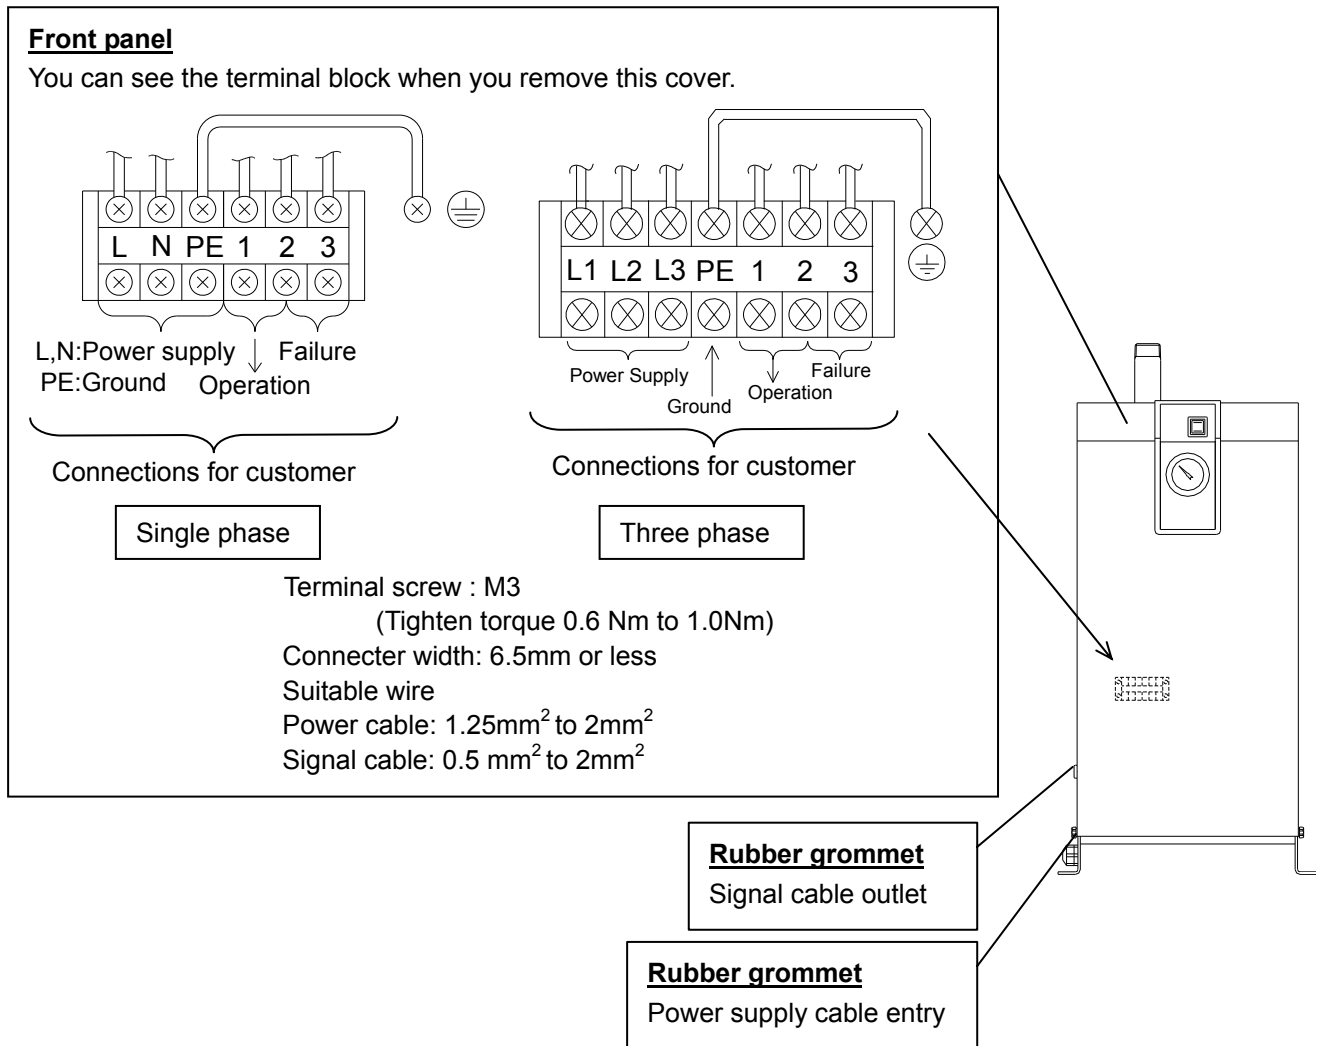 Front panel
You can see the terminal block when you remove this cover.
L N PE 1 2 3
L,N:Power supply
PE:Ground
Operation
Failure
Connections for customer
Single phase
L1 L2 L3 PE 1 2 3
Power Supply
Ground
Operation
Failure
Connections for customer
Three phase
Terminal screw : M3
(Tighten torque 0.6 Nm to 1.0Nm)
Connecter width: 6.5mm or less
Suitable wire
Power cable: 1.25mm² to 2mm²
Signal cable: 0.5 mm² to 2mm²
Rubber grommet
Signal cable outlet
Rubber grommet
Power supply cable entry